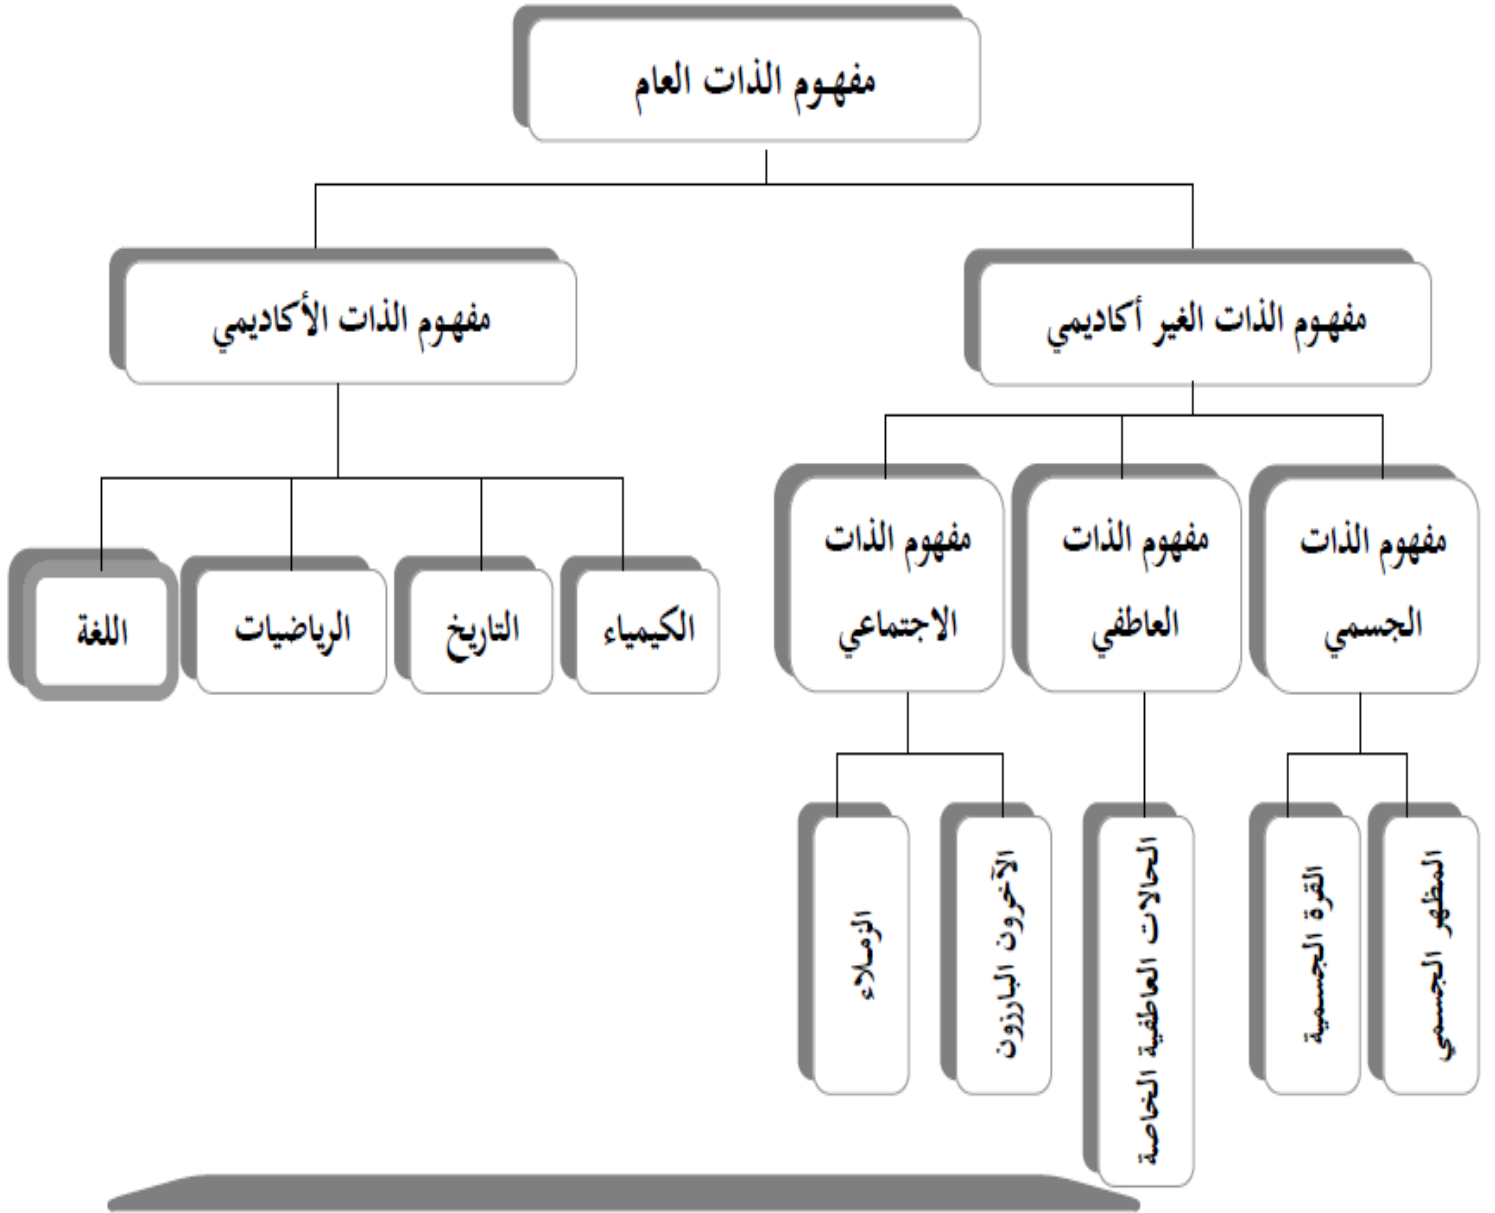 مفهوم الذات العام
مفهوم الذات الغير أكاديمي
مفهوم الذات الأكاديمي
مفهوم الذات
الجسمي
مفهوم الذات
العاطفي
مفهوم الذات
الاجتماعي
الكيمياء
التاريخ
الرياضيات
اللغة
المظهر الجسمي
القرة الجسمية
الحالات العاطفية الخاصة
الآخرون البارزون
الزملاء